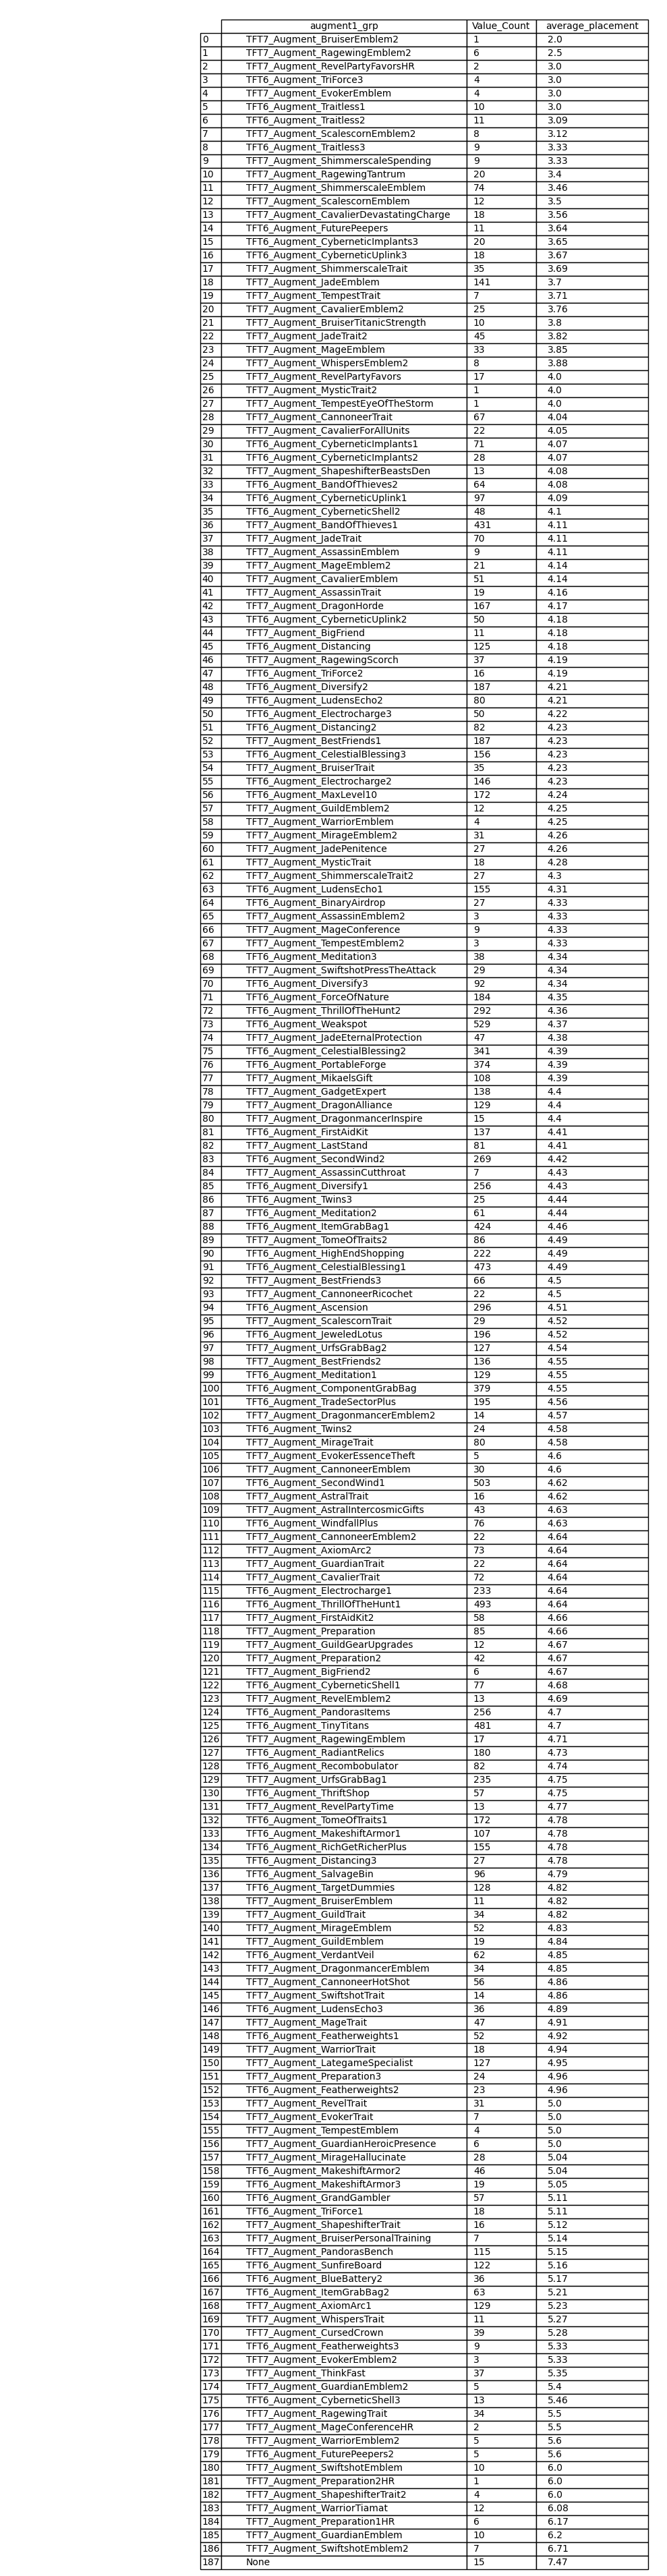 augment1_grp Value_Count average_placement
0 TFT7_Augment_BruiserEmblem2 1 2.0
1 TFT7_Augment_RagewingEmblem2 6 2.5
2 TFT7_Augment_RevelPartyFavorsHR 2 3.0
3 TFT6_Augment_TriForce3 4 3.0
4 TFT7_Augment_EvokerEmblem 4 3.0
5 TFT6_Augment_Traitless1 10 3.0
6 TFT6_Augment_Traitless2 11 3.09
7 TFT7_Augment_ScalescornEmblem2 8 3.12
8 TFT6_Augment_Traitless3 9 3.33
9 TFT7_Augment_ShimmerscaleSpending 9 3.33
10 TFT7_Augment_RagewingTantrum 20 3.4
11 TFT7_Augment_ShimmerscaleEmblem 74 3.46
12 TFT7_Augment_ScalescornEmblem 12 3.5
13 TFT7_Augment_CavalierDevastatingCharge 18 3.56
14 TFT6_Augment_FuturePeepers 11 3.64
15 TFT6_Augment_CyberneticImplants3 20 3.65
16 TFT6_Augment_CyberneticUplink3 18 3.67
17 TFT7_Augment_ShimmerscaleTrait 35 3.69
18 TFT7_Augment_JadeEmblem 141 3.7
19 TFT7_Augment_TempestTrait 7 3.71
20 TFT7_Augment_CavalierEmblem2 25 3.76
21 TFT7_Augment_BruiserTitanicStrength 10 3.8
22 TFT7_Augment_JadeTrait2 45 3.82
23 TFT7_Augment_MageEmblem 33 3.85
24 TFT7_Augment_WhispersEmblem2 8 3.88
25 TFT7_Augment_RevelPartyFavors 17 4.0
26 TFT7_Augment_MysticTrait2 1 4.0
27 TFT7_Augment_TempestEyeOfTheStorm 1 4.0
28 TFT7_Augment_CannoneerTrait 67 4.04
29 TFT7_Augment_CavalierForAllUnits 22 4.05
30 TFT6_Augment_CyberneticImplants1 71 4.07
31 TFT6_Augment_CyberneticImplants2 28 4.07
32 TFT7_Augment_ShapeshifterBeastsDen 13 4.08
33 TFT6_Augment_BandOfThieves2 64 4.08
34 TFT6_Augment_CyberneticUplink1 97 4.09
35 TFT6_Augment_CyberneticShell2 48 4.1
36 TFT7_Augment_BandOfThieves1 431 4.11
37 TFT7_Augment_JadeTrait 70 4.11
38 TFT7_Augment_AssassinEmblem 9 4.11
39 TFT7_Augment_MageEmblem2 21 4.14
40 TFT7_Augment_CavalierEmblem 51 4.14
41 TFT7_Augment_AssassinTrait 19 4.16
42 TFT7_Augment_DragonHorde 167 4.17
43 TFT6_Augment_CyberneticUplink2 50 4.18
44 TFT7_Augment_BigFriend 11 4.18
45 TFT6_Augment_Distancing 125 4.18
46 TFT7_Augment_RagewingScorch 37 4.19
47 TFT6_Augment_TriForce2 16 4.19
48 TFT6_Augment_Diversify2 187 4.21
49 TFT6_Augment_LudensEcho2 80 4.21
50 TFT6_Augment_Electrocharge3 50 4.22
51 TFT6_Augment_Distancing2 82 4.23
52 TFT7_Augment_BestFriends1 187 4.23
53 TFT6_Augment_CelestialBlessing3 156 4.23
54 TFT7_Augment_BruiserTrait 35 4.23
55 TFT6_Augment_Electrocharge2 146 4.23
56 TFT6_Augment_MaxLevel10 172 4.24
57 TFT7_Augment_GuildEmblem2 12 4.25
58 TFT7_Augment_WarriorEmblem 4 4.25
59 TFT7_Augment_MirageEmblem2 31 4.26
60 TFT7_Augment_JadePenitence 27 4.26
61 TFT7_Augment_MysticTrait 18 4.28
62 TFT7_Augment_ShimmerscaleTrait2 27 4.3
63 TFT6_Augment_LudensEcho1 155 4.31
64 TFT6_Augment_BinaryAirdrop 27 4.33
65 TFT7_Augment_AssassinEmblem2 3 4.33
66 TFT7_Augment_MageConference 9 4.33
67 TFT7_Augment_TempestEmblem2 3 4.33
68 TFT6_Augment_Meditation3 38 4.34
69 TFT7_Augment_SwiftshotPressTheAttack 29 4.34
70 TFT6_Augment_Diversify3 92 4.34
71 TFT6_Augment_ForceOfNature 184 4.35
72 TFT6_Augment_ThrillOfTheHunt2 292 4.36
73 TFT6_Augment_Weakspot 529 4.37
74 TFT7_Augment_JadeEternalProtection 47 4.38
75 TFT6_Augment_CelestialBlessing2 341 4.39
76 TFT6_Augment_PortableForge 374 4.39
77 TFT7_Augment_MikaelsGift 108 4.39
78 TFT7_Augment_GadgetExpert 138 4.4
79 TFT7_Augment_DragonAlliance 129 4.4
80 TFT7_Augment_DragonmancerInspire 15 4.4
81 TFT6_Augment_FirstAidKit 137 4.41
82 TFT7_Augment_LastStand 81 4.41
83 TFT6_Augment_SecondWind2 269 4.42
84 TFT7_Augment_AssassinCutthroat 7 4.43
85 TFT6_Augment_Diversify1 256 4.43
86 TFT6_Augment_Twins3 25 4.44
87 TFT6_Augment_Meditation2 61 4.44
88 TFT6_Augment_ItemGrabBag1 424 4.46
89 TFT7_Augment_TomeOfTraits2 86 4.49
90 TFT6_Augment_HighEndShopping 222 4.49
91 TFT6_Augment_CelestialBlessing1 473 4.49
92 TFT7_Augment_BestFriends3 66 4.5
93 TFT7_Augment_CannoneerRicochet 22 4.5
94 TFT6_Augment_Ascension 296 4.51
95 TFT7_Augment_ScalescornTrait 29 4.52
96 TFT6_Augment_JeweledLotus 196 4.52
97 TFT7_Augment_UrfsGrabBag2 127 4.54
98 TFT7_Augment_BestFriends2 136 4.55
99 TFT6_Augment_Meditation1 129 4.55
100 TFT6_Augment_ComponentGrabBag 379 4.55
101 TFT6_Augment_TradeSectorPlus 195 4.56
102 TFT7_Augment_DragonmancerEmblem2 14 4.57
103 TFT6_Augment_Twins2 24 4.58
104 TFT7_Augment_MirageTrait 80 4.58
105 TFT7_Augment_EvokerEssenceTheft 5 4.6
106 TFT7_Augment_CannoneerEmblem 30 4.6
107 TFT6_Augment_SecondWind1 503 4.62
108 TFT7_Augment_AstralTrait 16 4.62
109 TFT7_Augment_AstralIntercosmicGifts 43 4.63
110 TFT6_Augment_WindfallPlus 76 4.63
111 TFT7_Augment_CannoneerEmblem2 22 4.64
112 TFT7_Augment_AxiomArc2 73 4.64
113 TFT7_Augment_GuardianTrait 22 4.64
114 TFT7_Augment_CavalierTrait 72 4.64
115 TFT6_Augment_Electrocharge1 233 4.64
116 TFT6_Augment_ThrillOfTheHunt1 493 4.64
117 TFT7_Augment_FirstAidKit2 58 4.66
118 TFT7_Augment_Preparation 85 4.66
119 TFT7_Augment_GuildGearUpgrades 12 4.67
120 TFT7_Augment_Preparation2 42 4.67
121 TFT7_Augment_BigFriend2 6 4.67
122 TFT6_Augment_CyberneticShell1 77 4.68
123 TFT7_Augment_RevelEmblem2 13 4.69
124 TFT6_Augment_PandorasItems 256 4.7
125 TFT6_Augment_TinyTitans 481 4.7
126 TFT7_Augment_RagewingEmblem 17 4.71
127 TFT6_Augment_RadiantRelics 180 4.73
128 TFT6_Augment_Recombobulator 82 4.74
129 TFT7_Augment_UrfsGrabBag1 235 4.75
130 TFT6_Augment_ThriftShop 57 4.75
131 TFT7_Augment_RevelPartyTime 13 4.77
132 TFT6_Augment_TomeOfTraits1 172 4.78
133 TFT6_Augment_MakeshiftArmor1 107 4.78
134 TFT6_Augment_RichGetRicherPlus 155 4.78
135 TFT6_Augment_Distancing3 27 4.78
136 TFT6_Augment_SalvageBin 96 4.79
137 TFT6_Augment_TargetDummies 128 4.82
138 TFT7_Augment_BruiserEmblem 11 4.82
139 TFT7_Augment_GuildTrait 34 4.82
140 TFT7_Augment_MirageEmblem 52 4.83
141 TFT7_Augment_GuildEmblem 19 4.84
142 TFT6_Augment_VerdantVeil 62 4.85
143 TFT7_Augment_DragonmancerEmblem 34 4.85
144 TFT7_Augment_CannoneerHotShot 56 4.86
145 TFT7_Augment_SwiftshotTrait 14 4.86
146 TFT6_Augment_LudensEcho3 36 4.89
147 TFT7_Augment_MageTrait 47 4.91
148 TFT6_Augment_Featherweights1 52 4.92
149 TFT7_Augment_WarriorTrait 18 4.94
150 TFT7_Augment_LategameSpecialist 127 4.95
151 TFT7_Augment_Preparation3 24 4.96
152 TFT6_Augment_Featherweights2 23 4.96
153 TFT7_Augment_RevelTrait 31 5.0
154 TFT7_Augment_EvokerTrait 7 5.0
155 TFT7_Augment_TempestEmblem 4 5.0
156 TFT7_Augment_GuardianHeroicPresence 6 5.0
157 TFT7_Augment_MirageHallucinate 28 5.04
158 TFT6_Augment_MakeshiftArmor2 46 5.04
159 TFT6_Augment_MakeshiftArmor3 19 5.05
160 TFT6_Augment_GrandGambler 57 5.11
161 TFT6_Augment_TriForce1 18 5.11
162 TFT7_Augment_ShapeshifterTrait 16 5.12
163 TFT7_Augment_BruiserPersonalTraining 7 5.14
164 TFT7_Augment_PandorasBench 115 5.15
165 TFT6_Augment_SunfireBoard 122 5.16
166 TFT6_Augment_BlueBattery2 36 5.17
167 TFT6_Augment_ItemGrabBag2 63 5.21
168 TFT7_Augment_AxiomArc1 129 5.23
169 TFT7_Augment_WhispersTrait 11 5.27
170 TFT7_Augment_CursedCrown 39 5.28
171 TFT6_Augment_Featherweights3 9 5.33
172 TFT7_Augment_EvokerEmblem2 3 5.33
173 TFT7_Augment_ThinkFast 37 5.35
174 TFT7_Augment_GuardianEmblem2 5 5.4
175 TFT6_Augment_CyberneticShell3 13 5.46
176 TFT7_Augment_RagewingTrait 34 5.5
177 TFT7_Augment_MageConferenceHR 2 5.5
178 TFT7_Augment_WarriorEmblem2 5 5.6
179 TFT6_Augment_FuturePeepers2 5 5.6
180 TFT7_Augment_SwiftshotEmblem 10 6.0
181 TFT7_Augment_Preparation2HR 1 6.0
182 TFT7_Augment_ShapeshifterTrait2 4 6.0
183 TFT7_Augment_WarriorTiamat 12 6.08
184 TFT7_Augment_Preparation1HR 6 6.17
185 TFT7_Augment_GuardianEmblem 10 6.2
186 TFT7_Augment_SwiftshotEmblem2 7 6.71
187 None 15 7.47